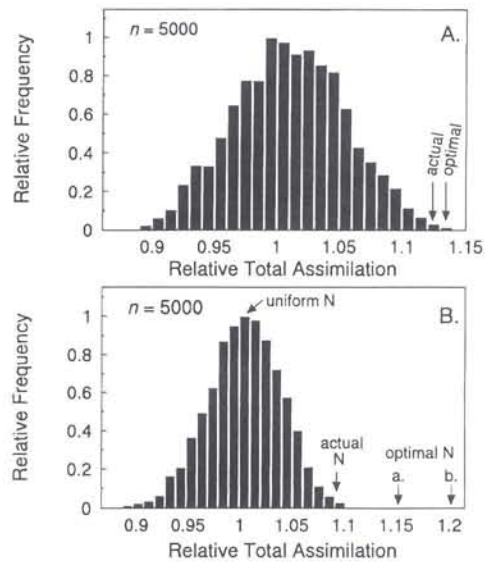 n = 5000
A.
Relative Frequency
1
0.8
0.6
0.4
0.2
0
actual
optimal
0.9
0.95
1
1.05
1.1
1.15
Relative Total Assimilation
n = 5000
B.
uniform N
Relative Frequency
1
0.8
0.6
0.4
0.2
0
actual
N
optimal N
a.
b.
0.9
0.95
1
1.05
1.1
1.15
1.2
Relative Total Assimilation